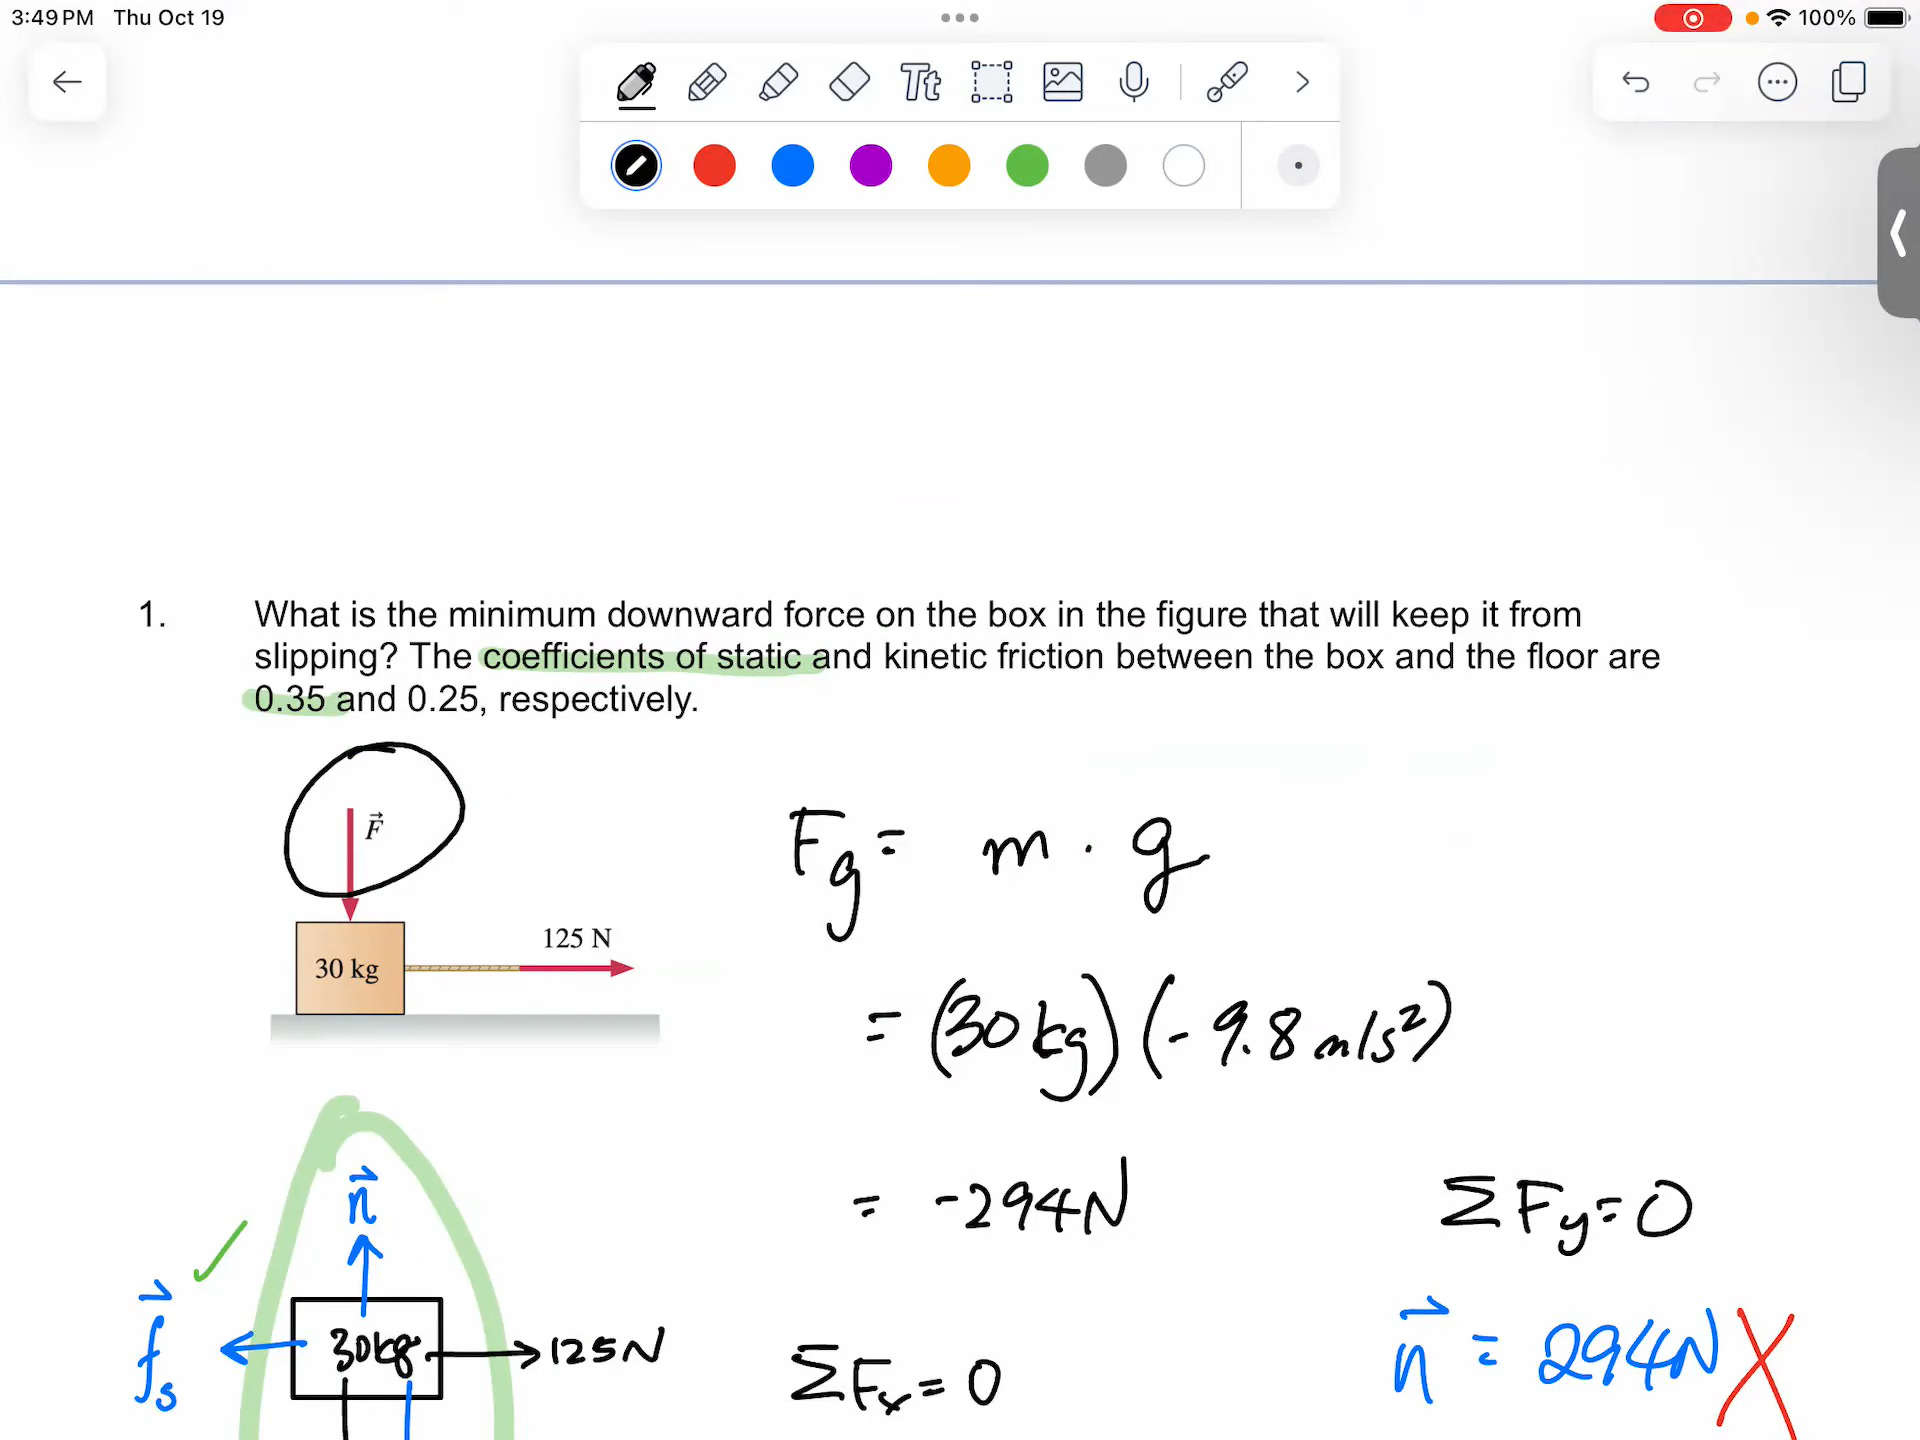 3:49 PM Thu Oct 19
100%
Tt
1. What is the minimum downward force on the box in the figure that will keep it from
slipping? The coefficients of static and kinetic friction between the box and the floor are
0.35 and 0.25, respectively.
F⃗
125 N
30 kg
Fg = m · g
= (30 kg)(-9.8 m/s²)
= -294N
n⃗
f⃗s
30kg
125N
ΣFx = 0
ΣFy = 0
n⃗ = 294N X